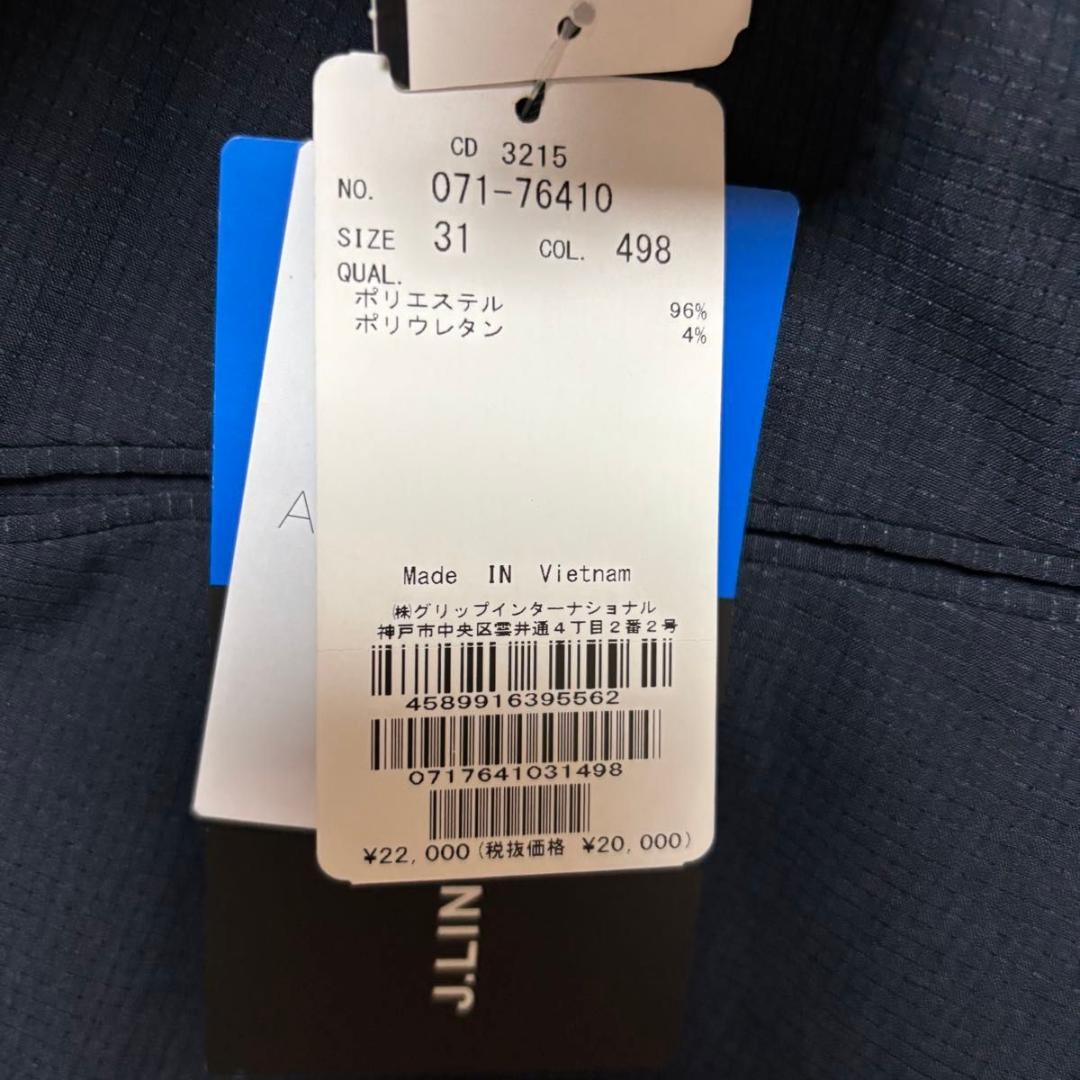 CD 3215
NO. 071-76410
SIZE 31 COL. 498
QUAL.
ポリエステル 96%
ポリウレタン 4%
A
Made IN Vietnam
㈱グリップインターナショナル
神戸市中央区雲井通4丁目2番2号
4589916395562
0717641031498
¥22,000(税抜価格 ¥20,000)
J.LIN